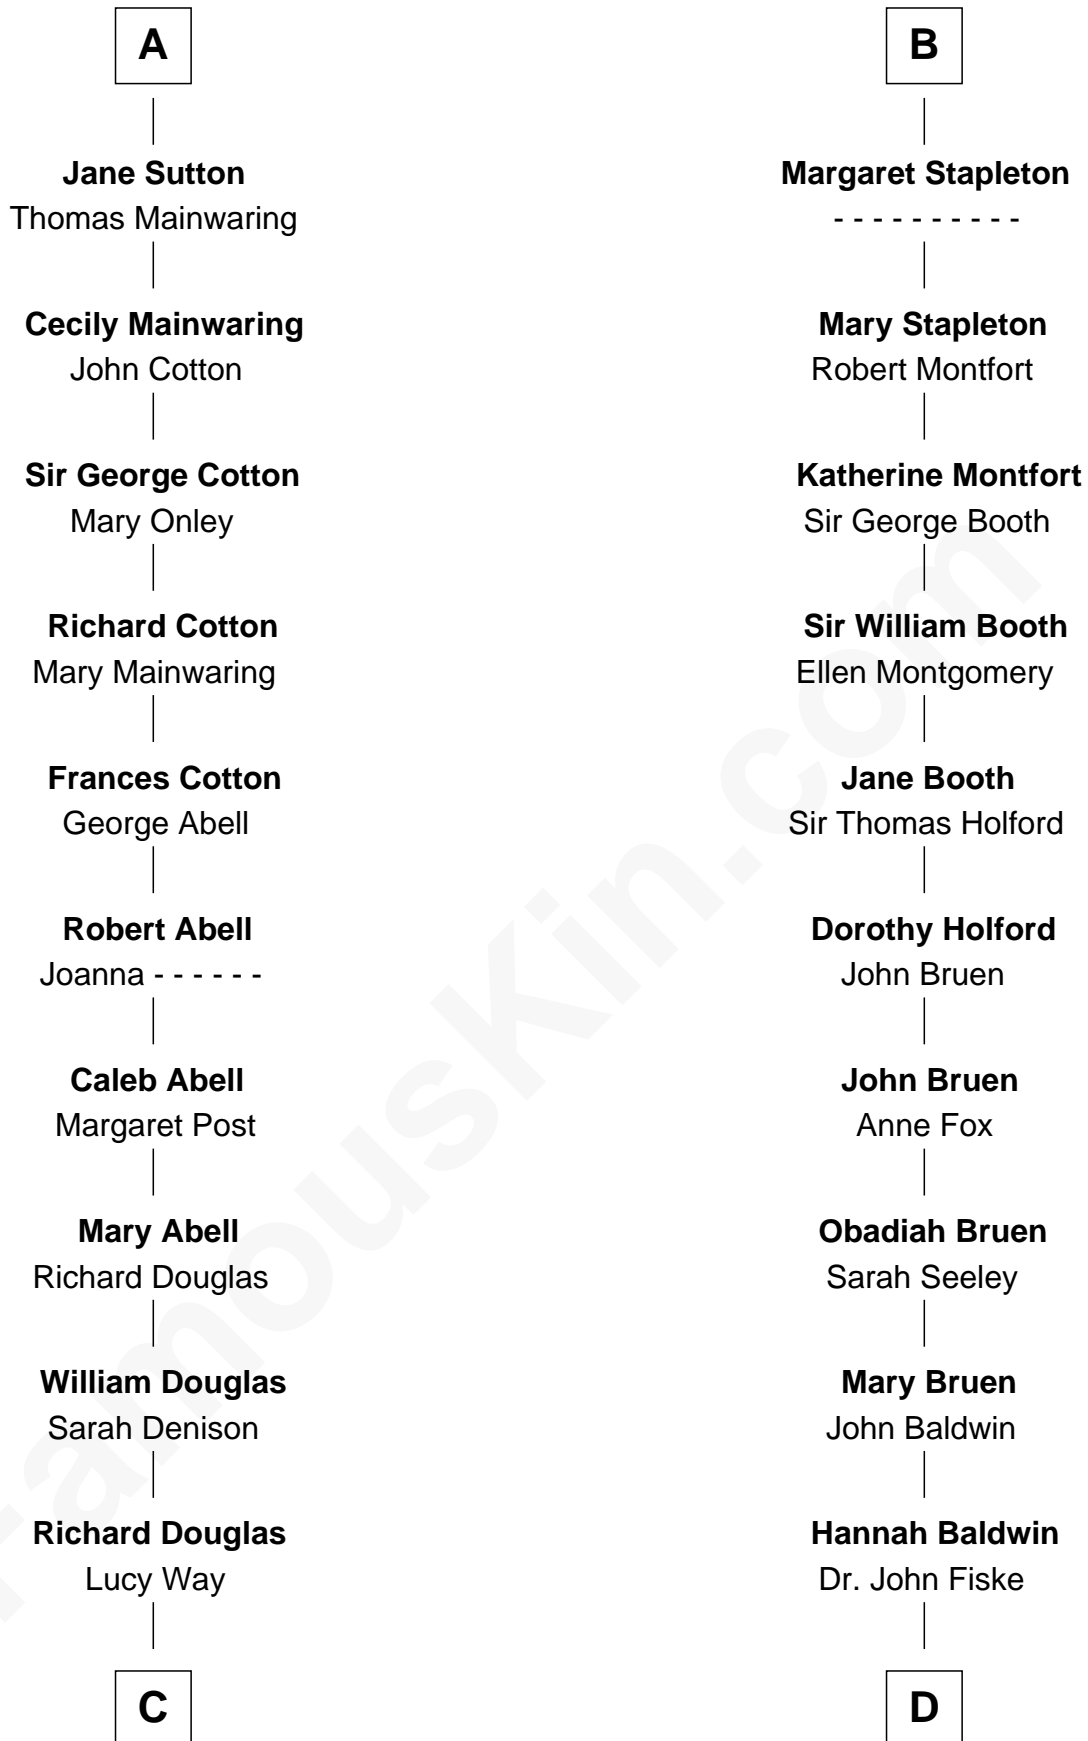 A
Jane Sutton
Thomas Mainwaring
Cecily Mainwaring
John Cotton
Sir George Cotton
Mary Onley
Richard Cotton
Mary Mainwaring
Frances Cotton
George Abell
Robert Abell
Joanna - - - - - -
Caleb Abell
Margaret Post
Mary Abell
Richard Douglas
William Douglas
Sarah Denison
Richard Douglas
Lucy Way
C
B
Margaret Stapleton
- - - - - - - - - -
Mary Stapleton
Robert Montfort
Katherine Montfort
Sir George Booth
Sir William Booth
Ellen Montgomery
Jane Booth
Sir Thomas Holford
Dorothy Holford
John Bruen
John Bruen
Anne Fox
Obadiah Bruen
Sarah Seeley
Mary Bruen
John Baldwin
Hannah Baldwin
Dr. John Fiske
D
FamousKin.com